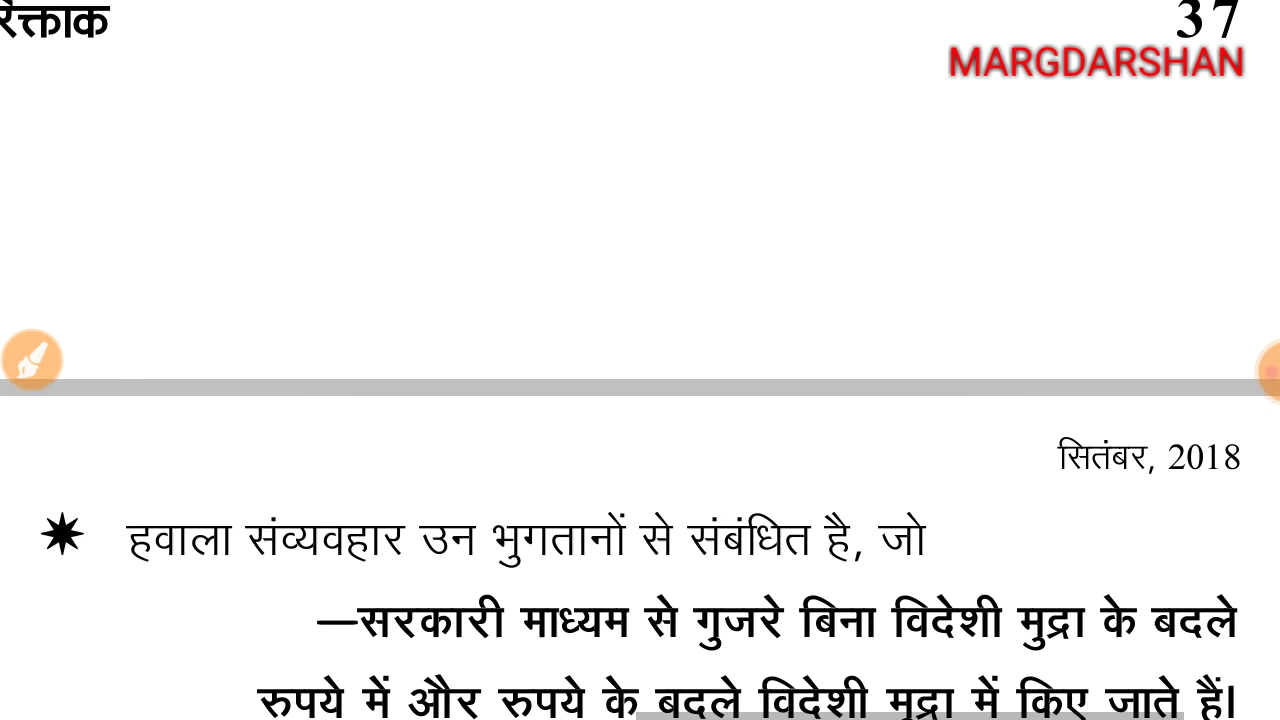 रिक्ताक
37
MARGDARSHAN
सितंबर, 2018
✷ हवाला संव्यवहार उन भुगतानों से संबंधित है, जो
—सरकारी माध्यम से गुजरे बिना विदेशी मुद्रा के बदले
रुपये में और रुपये के बदले विदेशी मुद्रा में किए जाते हैं।